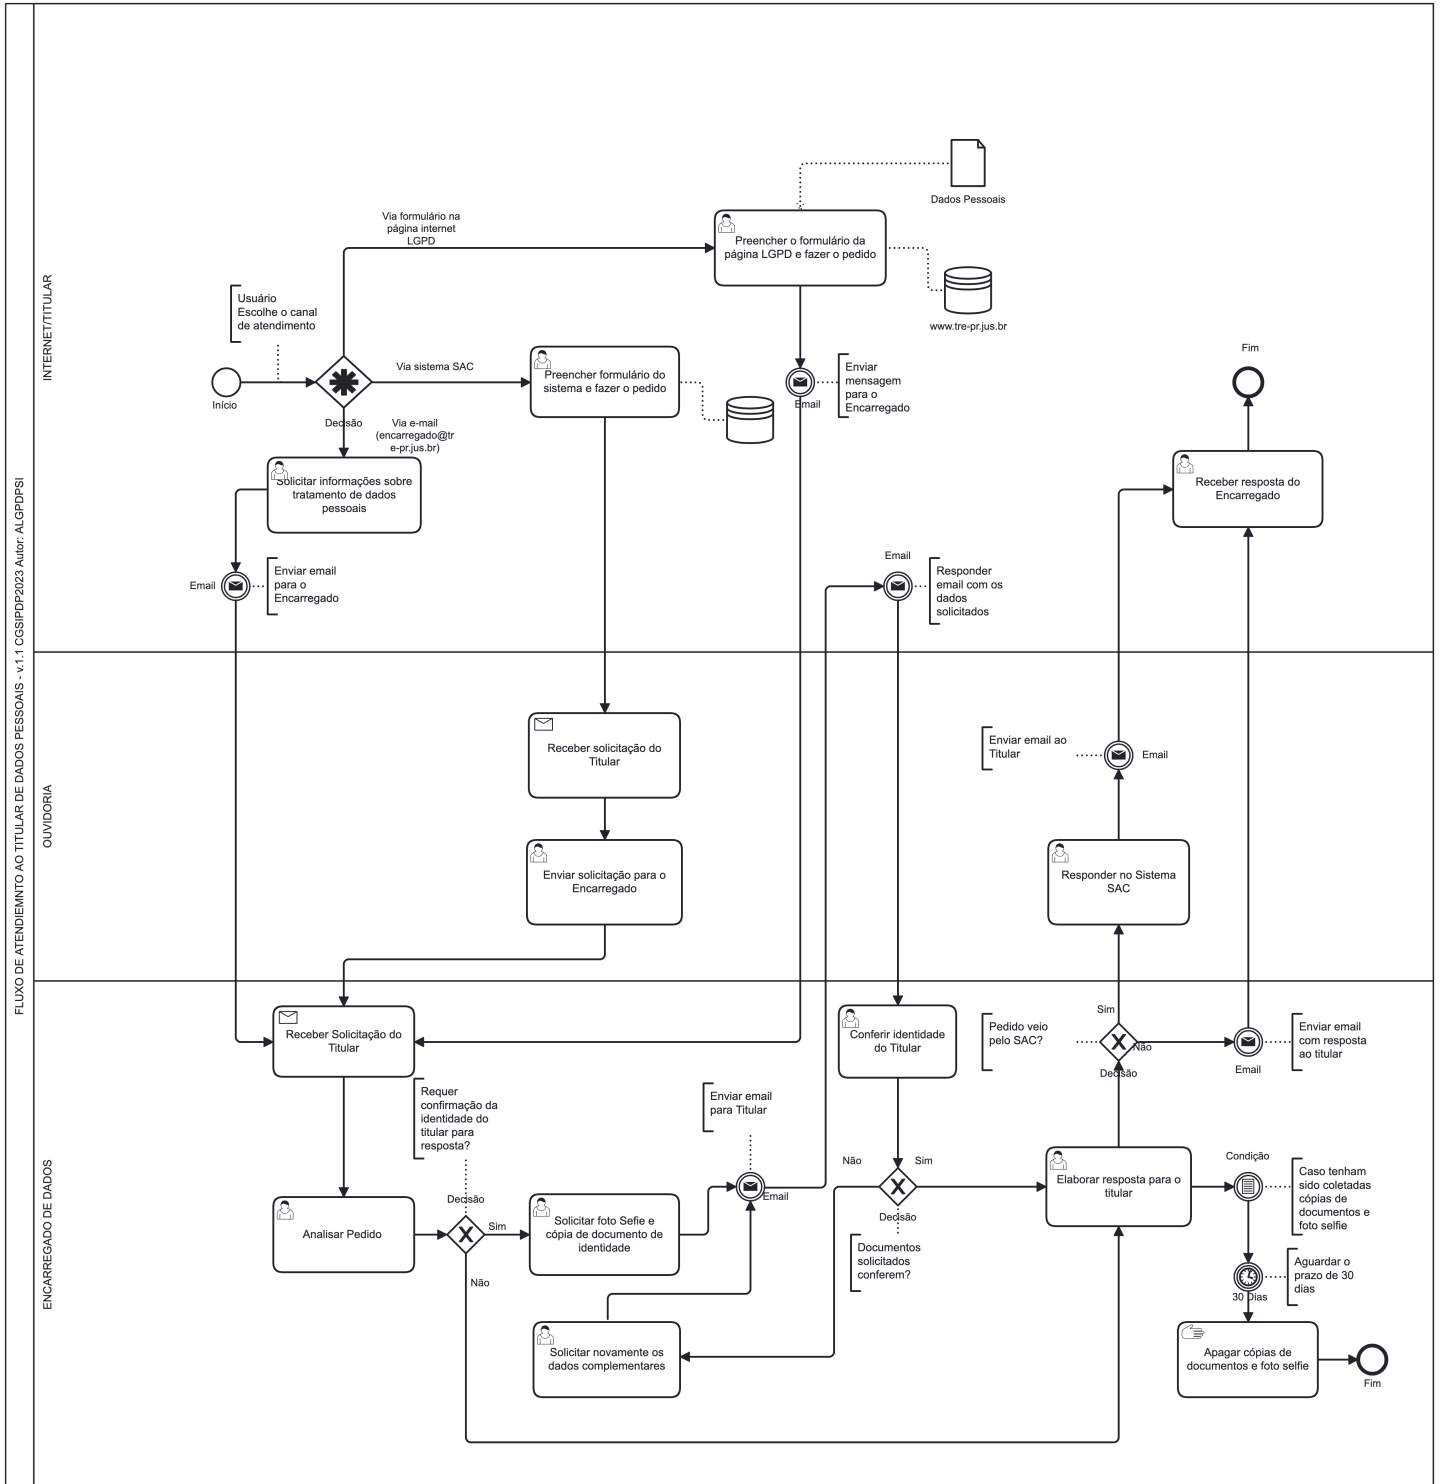 FLUXO DE ATENDIEMNTO AO TITULAR DE DADOS PESSOAIS - v.1.1 CGSIPDP2023 Autor: ALGPDPSI
INTERNET/TITULAR
Dados Pessoais
Via formulário na
página internet
LGPD
Preencher o formulário da
página LGPD e fazer o pedido
www.tre-pr.jus.br
Usuário
Escolhe o canal
de atendimento
Início
Decisão
Via sistema SAC
Preencher formulário do
sistema e fazer o pedido
Enviar
mensagem
para o
Encarregado
Email
Fim
Via e-mail
(encarregado@tr
e-pr.jus.br)
Solicitar informações sobre
tratamento de dados
pessoais
Receber resposta do
Encarregado
Email
Enviar email
para o
Encarregado
Email
Responder
email com os
dados
solicitados
OUVIDORIA
Receber solicitação do
Titular
Enviar email ao
Titular
Email
Enviar solicitação para o
Encarregado
Responder no Sistema
SAC
ENCARREGADO DE DADOS
Receber Solicitação do
Titular
Conferir identidade
do Titular
Pedido veio
pelo SAC?
Sim
Não
Decisão
Email
Enviar email
com resposta
ao titular
Requer
confirmação da
identidade do
titular para
resposta?
Enviar email
para Titular
Analisar Pedido
Decisão
Sim
Não
Solicitar foto Sefie e
cópia de documento de
identidade
Email
Não
Sim
Decisão
Documentos
solicitados
conferem?
Elaborar resposta para o
titular
Condição
Caso tenham
sido coletadas
cópias de
documentos e
foto selfie
Aguardar o
prazo de 30
dias
30 Dias
Solicitar novamente os
dados complementares
Apagar cópias de
documentos e foto selfie
Fim